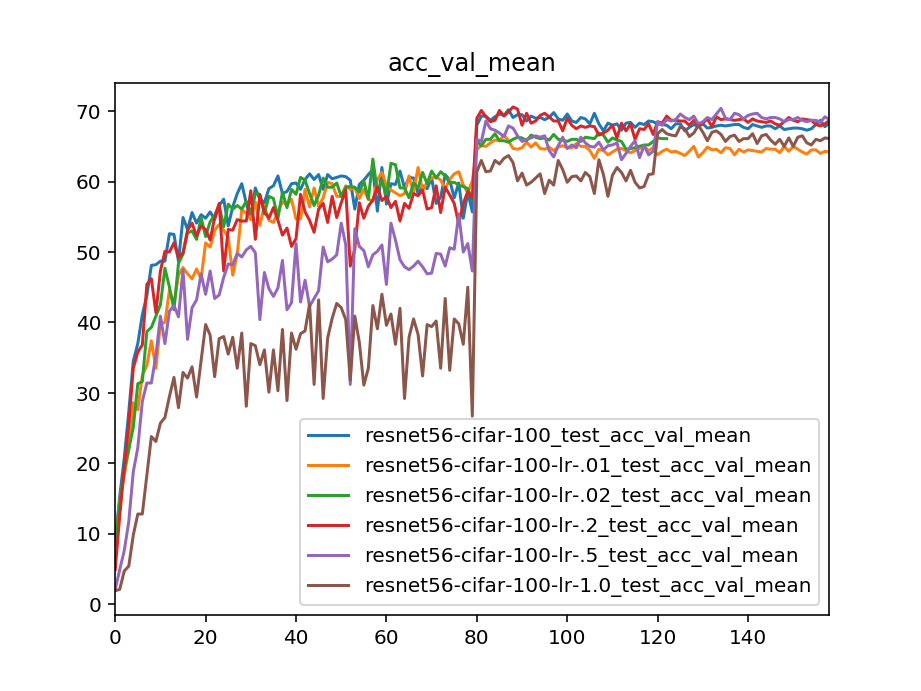 acc_val_mean
70
60
50
40
30
20
10
0
resnet56-cifar-100_test_acc_val_mean
resnet56-cifar-100-lr-.01_test_acc_val_mean
resnet56-cifar-100-lr-.02_test_acc_val_mean
resnet56-cifar-100-lr-.2_test_acc_val_mean
resnet56-cifar-100-lr-.5_test_acc_val_mean
resnet56-cifar-100-lr-1.0_test_acc_val_mean
0 20 40 60 80 100 120 140